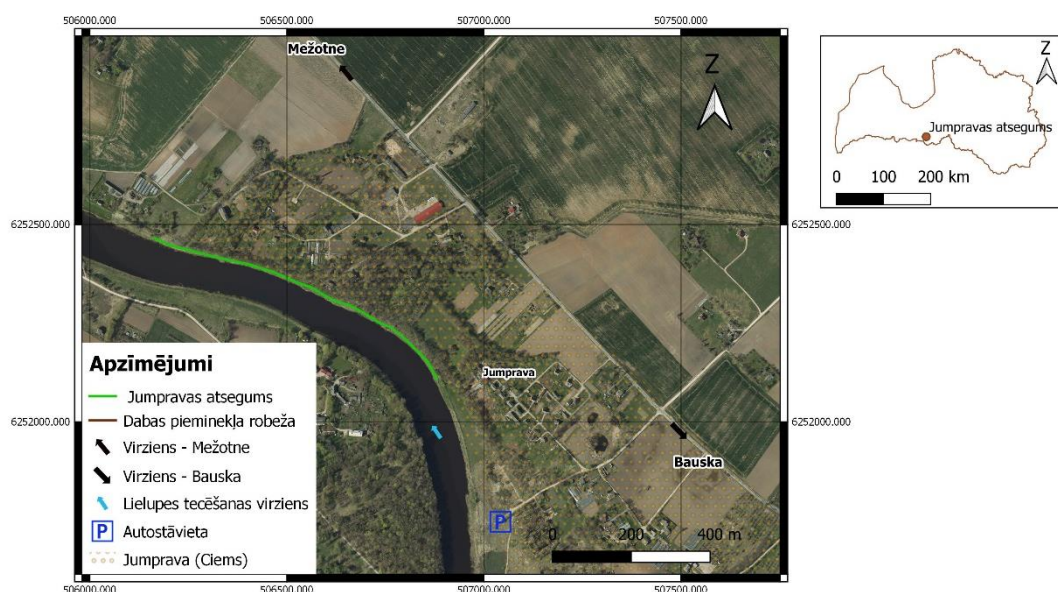 506000.000 506500.000 507000.000 507500.000
Mežotne
Z
6252500.000 6252500.000
Jumprava
6252000.000 6252000.000
Bauska
P
0 200 400 m
Apzīmējumi
Jumpravas atsegums
Dabas pieminekļa robeža
Virziens - Mežotne
Virziens - Bauska
Lielupes tecēšanas virziens
P Autostāvieta
Jumprava (Ciems)
506000.000 506500.000 507000.000 507500.000
Z
Jumpravas atsegums
0 100 200 km